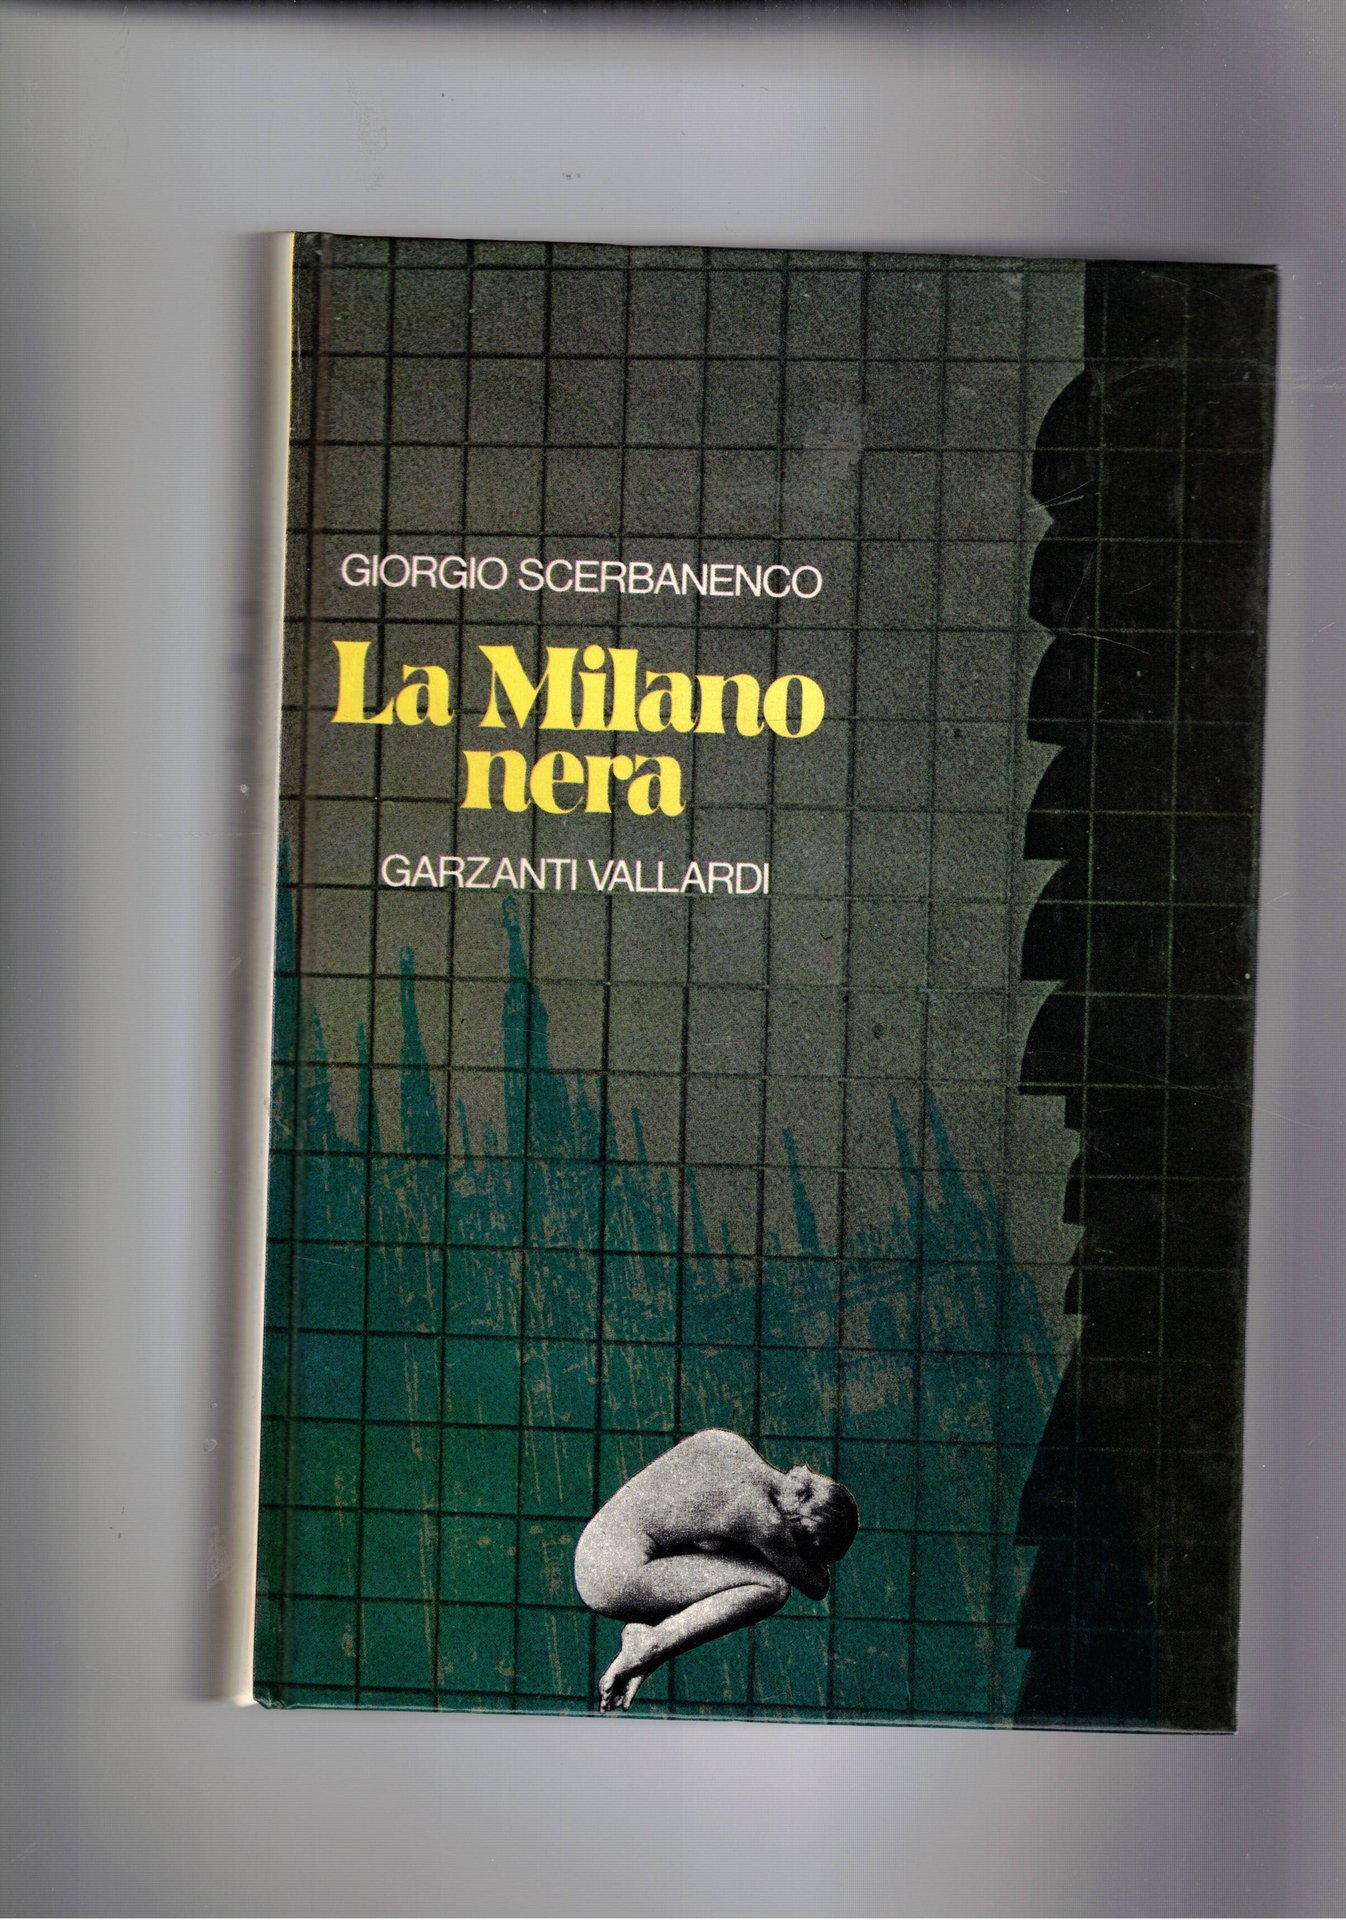 GIORGIO SCERBANENCO
La Milano
nera
GARZANTI VALLARDI